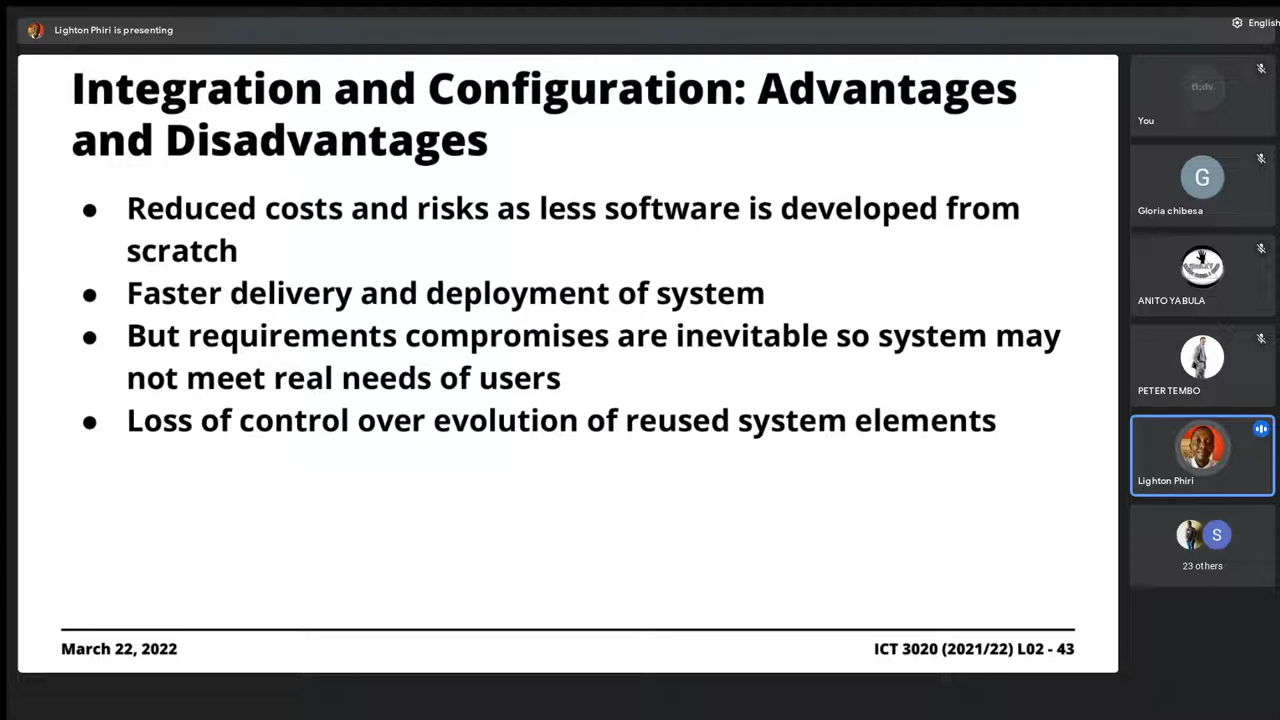 Lighton Phiri is presenting
English
Integration and Configuration: Advantages
and Disadvantages
● Reduced costs and risks as less software is developed from
scratch
● Faster delivery and deployment of system
● But requirements compromises are inevitable so system may
not meet real needs of users
● Loss of control over evolution of reused system elements
March 22, 2022
ICT 3020 (2021/22) L02 - 43
tl;dv
You
G
Gloria chibesa
ANITO YABULA
PETER TEMBO
Lighton Phiri
S
23 others